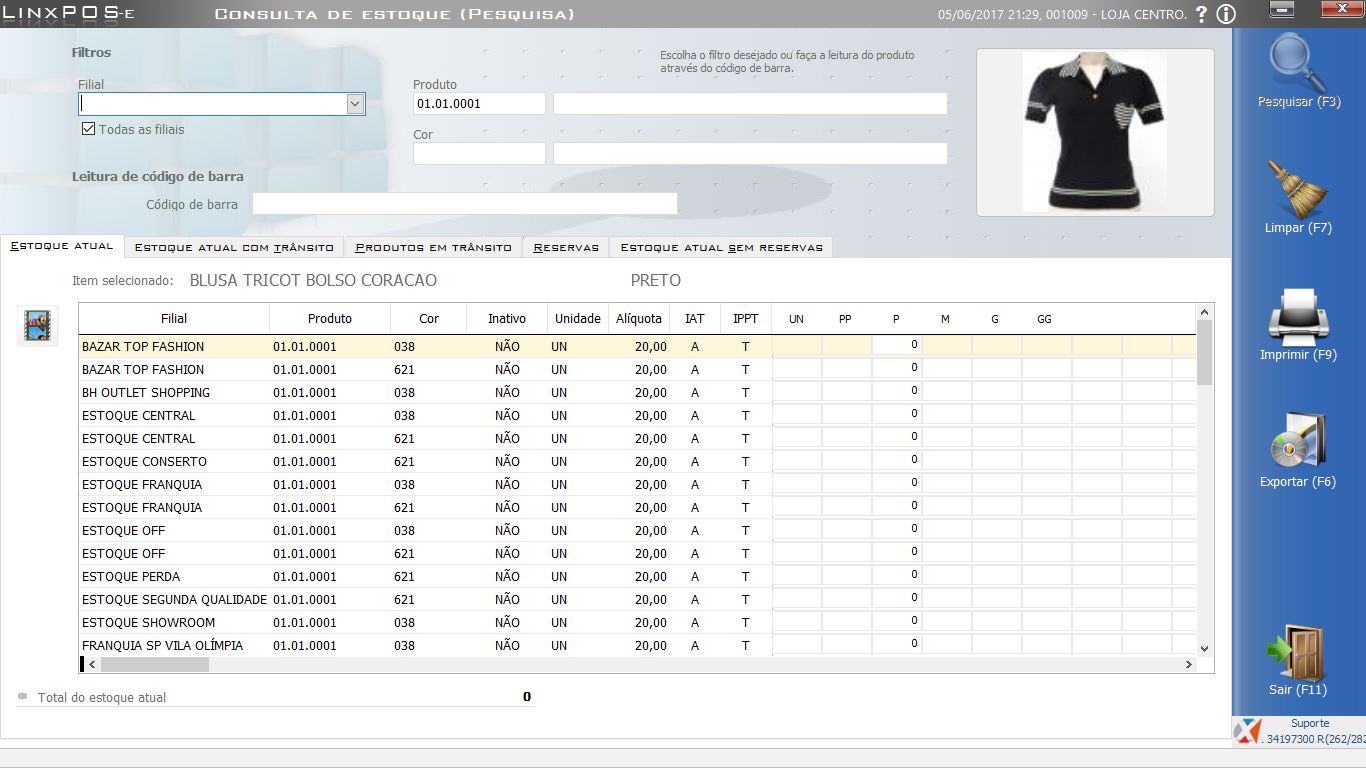 LINXPOS-E CONSULTA DE ESTOQUE (PESQUISA) 05/06/2017 21:29, 001009 - LOJA CENTRO. ?
Filtros
Escolha o filtro desejado ou faça a leitura do produto
através do código de barra.
Filial
Produto
01.01.0001
Todas as filiais
Cor
Leitura de código de barra
Código de barra
Pesquisar (F3)
Limpar (F7)
Imprimir (F9)
Exportar (F6)
Sair (F11)
Suporte
. 34197300 R(262/282
ESTOQUE ATUAL ESTOQUE ATUAL COM TRÂNSITO PRODUTOS EM TRÂNSITO RESERVAS ESTOQUE ATUAL SEM RESERVAS
Item selecionado: BLUSA TRICOT BOLSO CORACAO PRETO
Filial Produto Cor Inativo Unidade Alíquota IAT IPPT UN PP P M G GG
BAZAR TOP FASHION 01.01.0001 038 NÃO UN 20,00 A T 0
BAZAR TOP FASHION 01.01.0001 621 NÃO UN 20,00 A T 0
BH OUTLET SHOPPING 01.01.0001 038 NÃO UN 20,00 A T 0
ESTOQUE CENTRAL 01.01.0001 038 NÃO UN 20,00 A T 0
ESTOQUE CENTRAL 01.01.0001 621 NÃO UN 20,00 A T 0
ESTOQUE CONSERTO 01.01.0001 621 NÃO UN 20,00 A T 0
ESTOQUE FRANQUIA 01.01.0001 038 NÃO UN 20,00 A T 0
ESTOQUE FRANQUIA 01.01.0001 621 NÃO UN 20,00 A T 0
ESTOQUE OFF 01.01.0001 038 NÃO UN 20,00 A T 0
ESTOQUE OFF 01.01.0001 621 NÃO UN 20,00 A T 0
ESTOQUE PERDA 01.01.0001 621 NÃO UN 20,00 A T 0
ESTOQUE SEGUNDA QUALIDADE 01.01.0001 621 NÃO UN 20,00 A T 0
ESTOQUE SHOWROOM 01.01.0001 038 NÃO UN 20,00 A T 0
FRANQUIA SP VILA OLÍMPIA 01.01.0001 038 NÃO UN 20,00 A T 0
Total do estoque atual 0